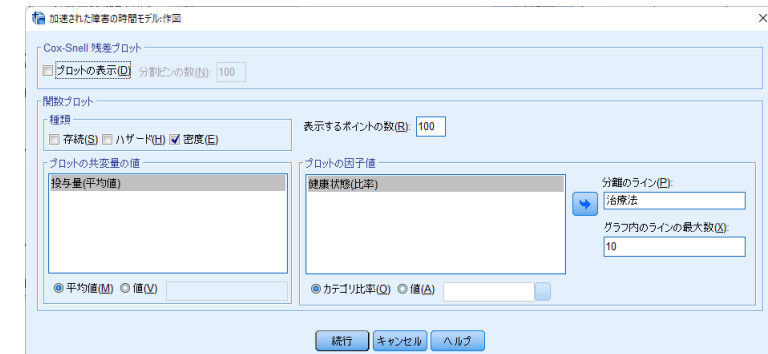 加速された障害の時間モデル:作図
Cox-Snell 残差プロット
プロットの表示(D) 分割ビンの数(N): 100
関数プロット
種類
存続(S) ハザード(H) 密度(E)
表示するポイントの数(R): 100
プロットの共変量の値
投与量(平均値)
平均値(M) 値(V)
プロットの因子値
健康状態(比率)
カテゴリ比率(O) 値(A)
...
分離のライン(P):
治療法
グラフ内のラインの最大数(X):
10
続行 キャンセル ヘルプ